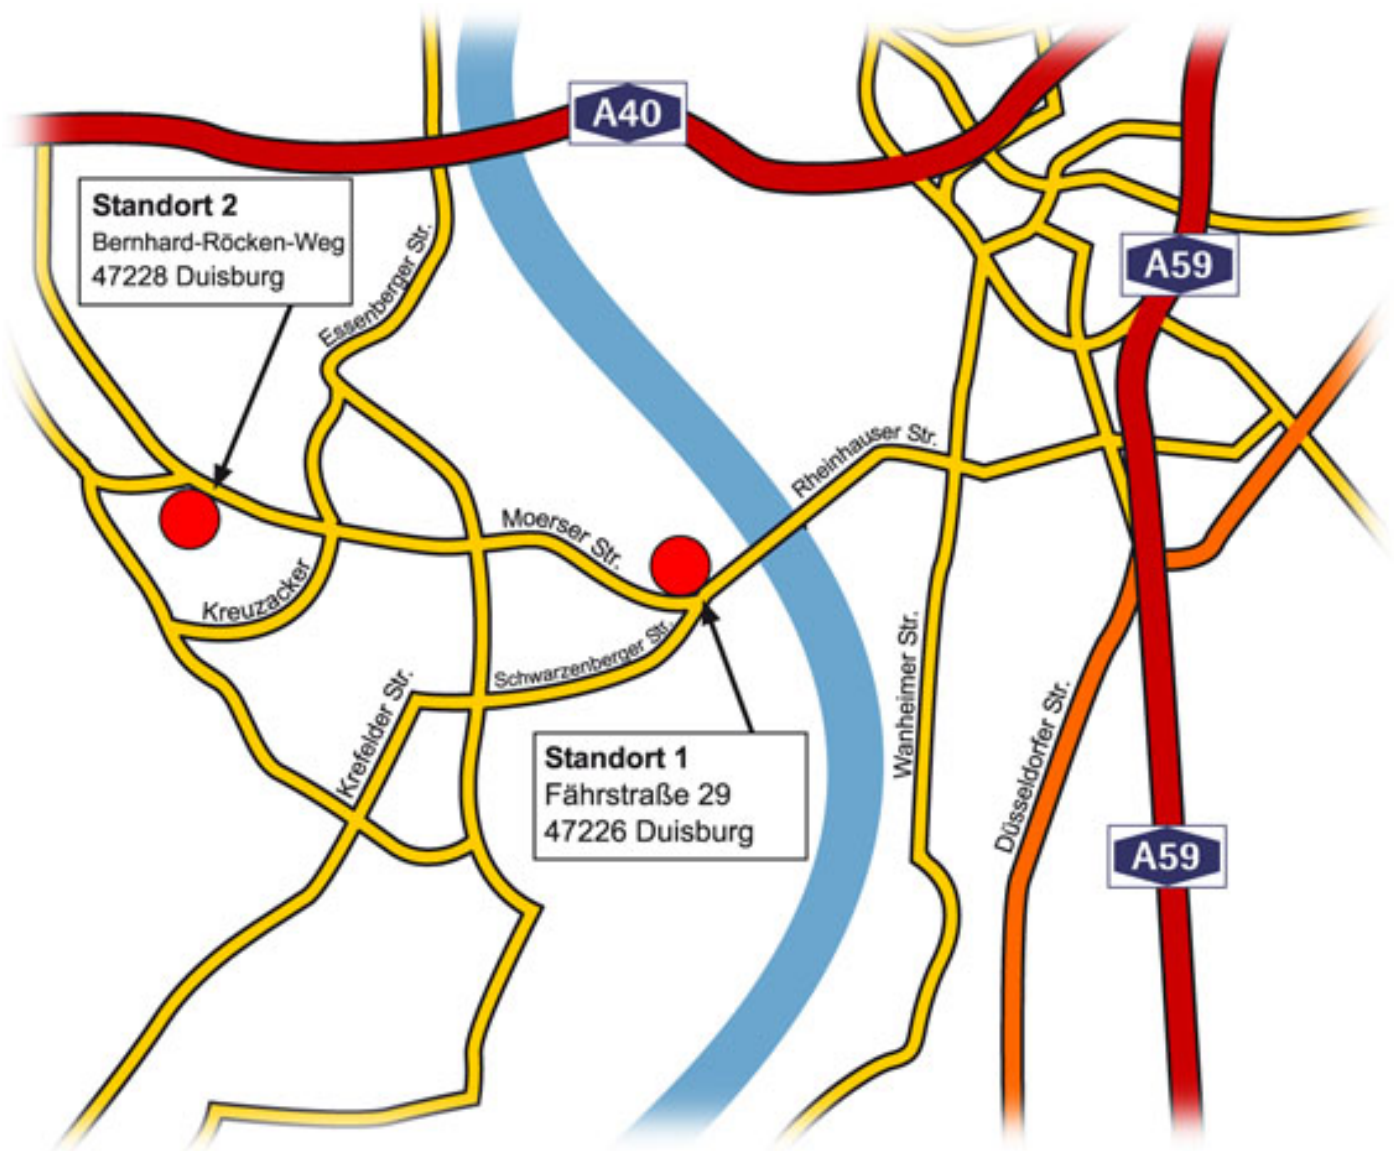 A40
Standort 2
Bernhard-Röcken-Weg
47228 Duisburg
Essenberger Str.
A59
Rheinhauser Str.
Moerser Str.
Kreuzacker
Schwarzenberger Str.
Krefelder Str.
Wanheimer Str.
Düsseldorfer Str.
Standort 1
Fährstraße 29
47226 Duisburg
A59